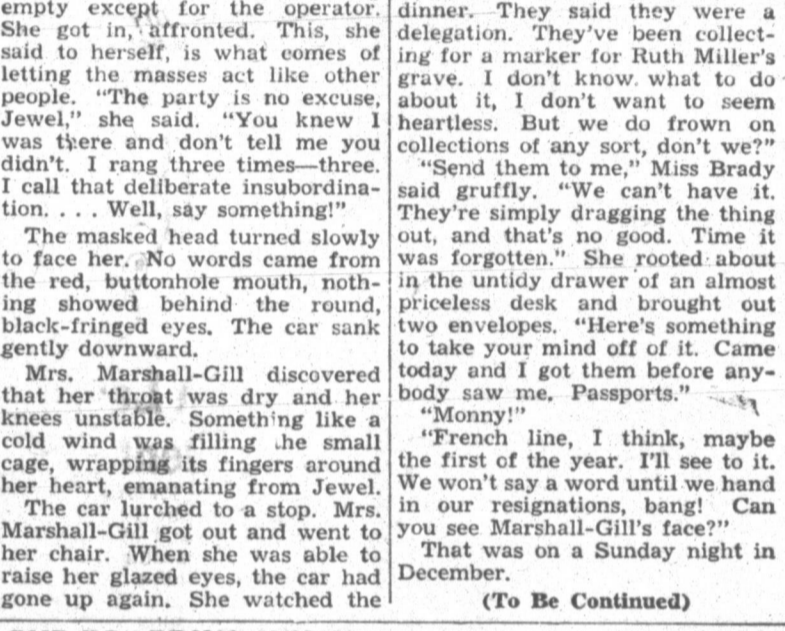 empty except for the operator.
She got in, affronted. This, she
said to herself, is what comes of
letting the masses act like other
people. "The party is no excuse,
Jewel," she said. "You knew I
was there and don't tell me you
didn't. I rang three times—three.
I call that deliberate insubordina-
tion. . . . Well, say something!"
The masked head turned slowly
to face her. No words came from
the red, buttonhole mouth, noth-
ing showed behind the round,
black-fringed eyes. The car sank
gently downward.
Mrs. Marshall-Gill discovered
that her throat was dry and her
knees unstable. Something like a
cold wind was filling the small
cage, wrapping its fingers around
her heart, emanating from Jewel.
The car lurched to a stop. Mrs.
Marshall-Gill got out and went to
her chair. When she was able to
raise her glazed eyes, the car had
gone up again. She watched the
dinner. They said they were a
delegation. They've been collect-
ing for a marker for Ruth Miller's
grave. I don't know what to do
about it, I don't want to seem
heartless. But we do frown on
collections of any sort, don't we?"
"Send them to me," Miss Brady
said gruffly. "We can't have it.
They're simply dragging the thing
out, and that's no good. Time it
was forgotten." She rooted about
in the untidy drawer of an almost
priceless desk and brought out
two envelopes. "Here's something
to take your mind off of it. Came
today and I got them before any-
body saw me. Passports."
"Monny!"
"French line, I think, maybe
the first of the year. I'll see to it.
We won't say a word until we hand
in our resignations, bang! Can
you see Marshall-Gill's face?"
That was on a Sunday night in
December.
(To Be Continued)